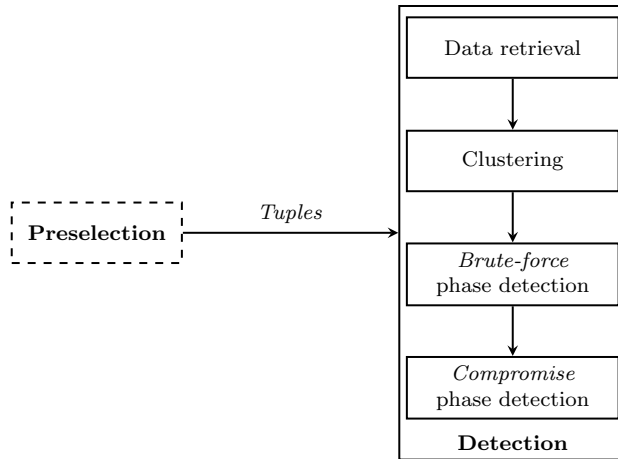 Data retrieval
Clustering
Tuples
Preselection
Brute-force
phase detection
Compromise
phase detection
Detection